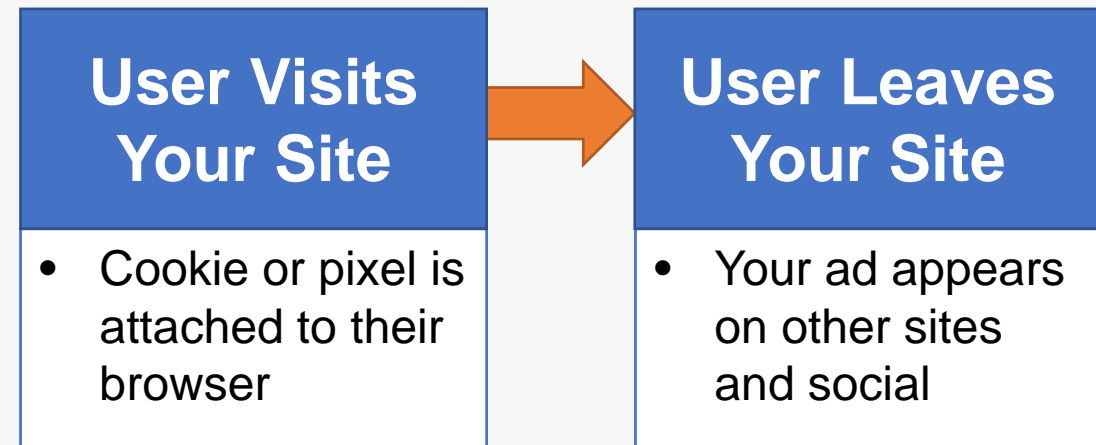 User Visits
Your Site
• Cookie or pixel is
attached to their
browser
User Leaves
Your Site
• Your ad appears
on other sites
and social